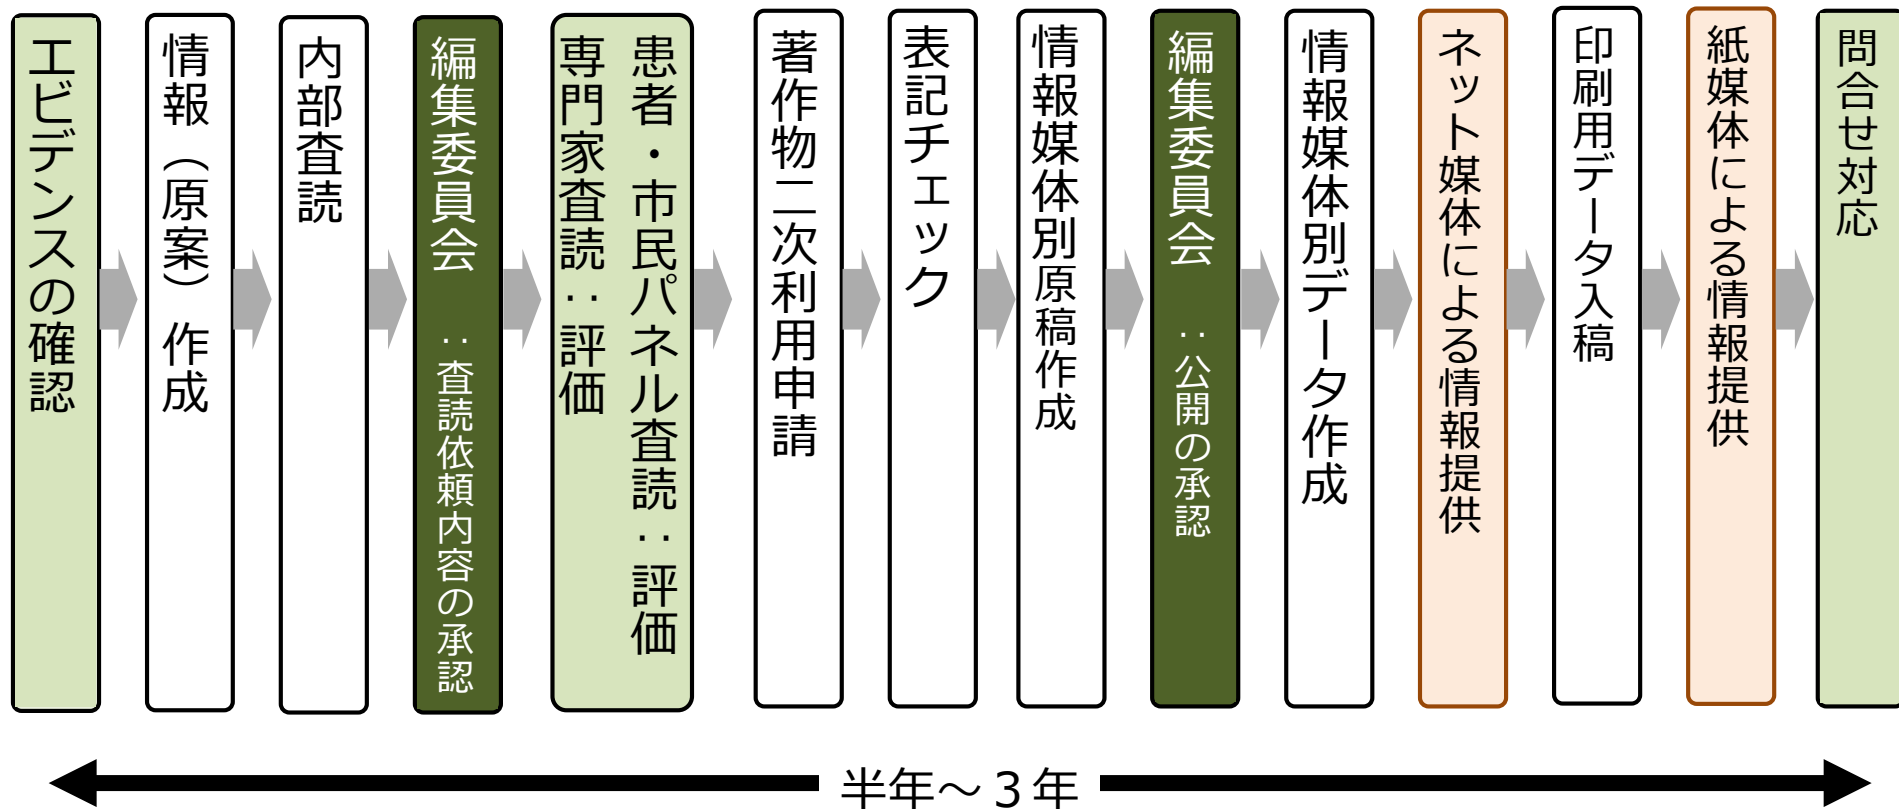 エビデンスの確認
情報（原案）作成
内部査読
編集委員会　：査読依頼内容の承認
患者・市民パネル査読：評価
専門家査読：評価
著作物二次利用申請
表記チェック
情報媒体別原稿作成
編集委員会　：公開の承認
情報媒体別データ作成
ネット媒体による情報提供
印刷用データ入稿
紙媒体による情報提供
問合せ対応
半年～３年